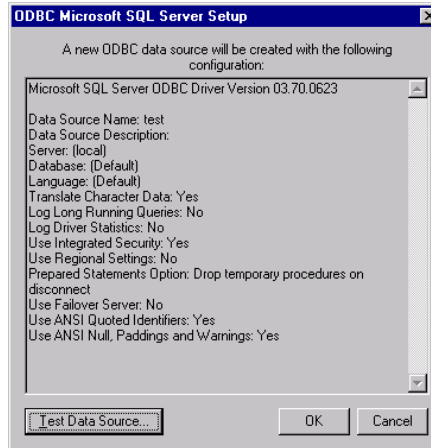 ODBC Microsoft SQL Server Setup
A new ODBC data source will be created with the following
configuration:
Microsoft SQL Server ODBC Driver Version 03.70.0623
Data Source Name: test
Data Source Description:
Server: (local)
Database: (Default)
Language: (Default)
Translate Character Data: Yes
Log Long Running Queries: No
Log Driver Statistics: No
Use Integrated Security: Yes
Use Regional Settings: No
Prepared Statements Option: Drop temporary procedures on
disconnect
Use Failover Server: No
Use ANSI Quoted Identifiers: Yes
Use ANSI Null, Paddings and Warnings: Yes
Test Data Source... OK Cancel